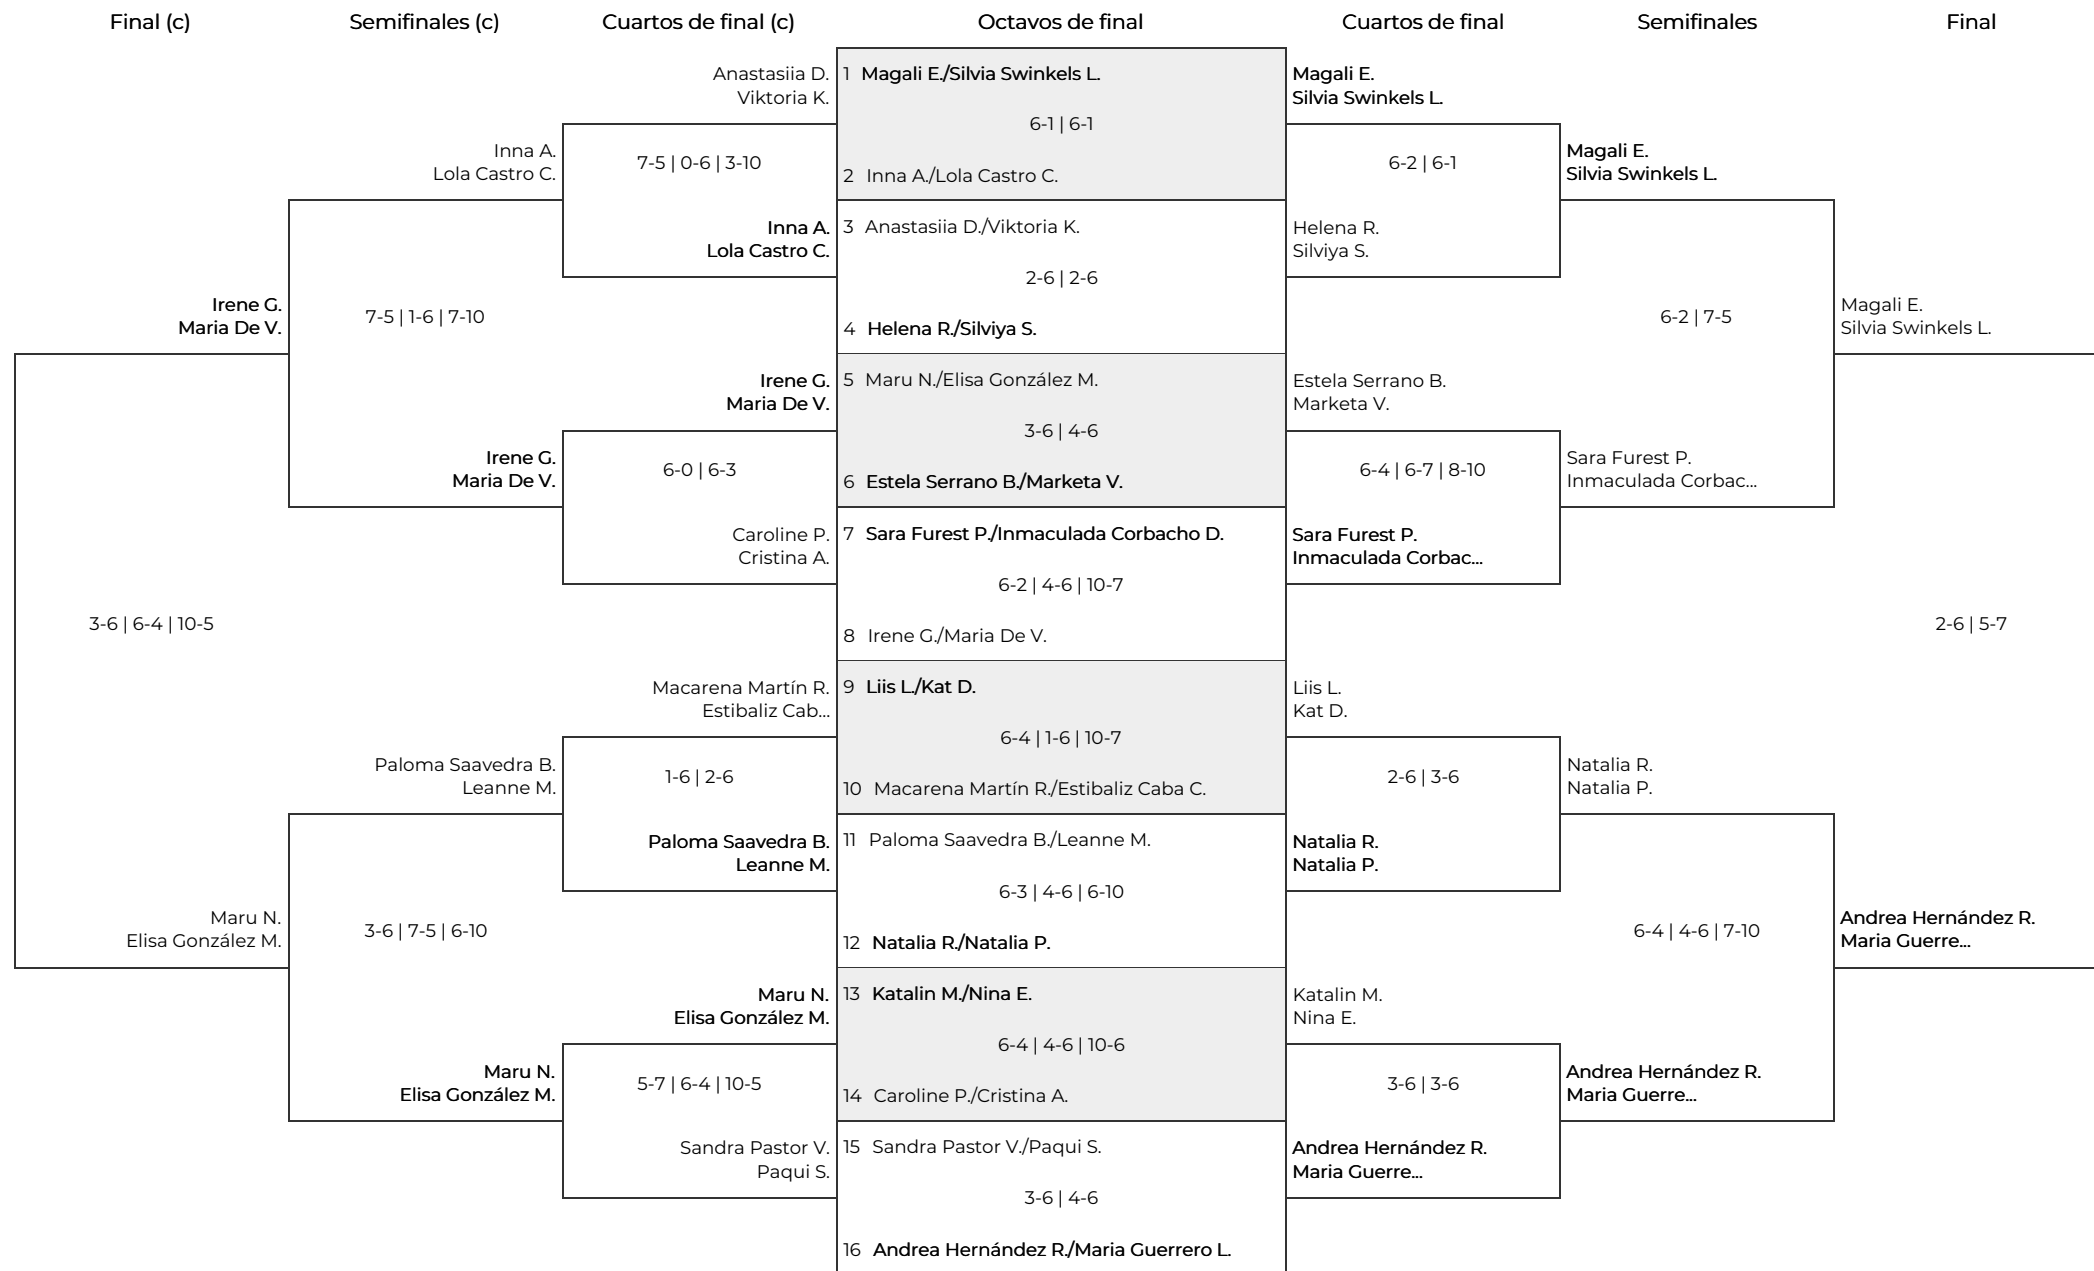 Final (c)
Semifinales (c)
Cuartos de final (c)
Octavos de final
Cuartos de final
Semifinales
Final
Irene G.
Maria De V.
3-6 | 6-4 | 10-5
Maru N.
Elisa González M.
Inna A.
Lola Castro C.
7-5 | 1-6 | 7-10
Irene G.
Maria De V.
Paloma Saavedra B.
Leanne M.
3-6 | 7-5 | 6-10
Maru N.
Elisa González M.
Anastasiia D.
Viktoria K.
7-5 | 0-6 | 3-10
Inna A.
Lola Castro C.
Irene G.
Maria De V.
6-0 | 6-3
Caroline P.
Cristina A.
Macarena Martín R.
Estibaliz Cab...
1-6 | 2-6
Paloma Saavedra B.
Leanne M.
Maru N.
Elisa González M.
5-7 | 6-4 | 10-5
Sandra Pastor V.
Paqui S.
1 Magali E./Silvia Swinkels L.
6-1 | 6-1
2 Inna A./Lola Castro C.
3 Anastasiia D./Viktoria K.
2-6 | 2-6
4 Helena R./Silviya S.
5 Maru N./Elisa González M.
3-6 | 4-6
6 Estela Serrano B./Marketa V.
7 Sara Furest P./Inmaculada Corbacho D.
6-2 | 4-6 | 10-7
8 Irene G./Maria De V.
9 Liis L./Kat D.
6-4 | 1-6 | 10-7
10 Macarena Martín R./Estibaliz Caba C.
11 Paloma Saavedra B./Leanne M.
6-3 | 4-6 | 6-10
12 Natalia R./Natalia P.
13 Katalin M./Nina E.
6-4 | 4-6 | 10-6
14 Caroline P./Cristina A.
15 Sandra Pastor V./Paqui S.
3-6 | 4-6
16 Andrea Hernández R./Maria Guerrero L.
Magali E.
Silvia Swinkels L.
6-2 | 6-1
Helena R.
Silviya S.
Estela Serrano B.
Marketa V.
6-4 | 6-7 | 8-10
Sara Furest P.
Inmaculada Corbac...
Liis L.
Kat D.
2-6 | 3-6
Natalia R.
Natalia P.
Katalin M.
Nina E.
3-6 | 3-6
Andrea Hernández R.
Maria Guerre...
Magali E.
Silvia Swinkels L.
6-2 | 7-5
Sara Furest P.
Inmaculada Corbac...
Natalia R.
Natalia P.
6-4 | 4-6 | 7-10
Andrea Hernández R.
Maria Guerre...
Magali E.
Silvia Swinkels L.
2-6 | 5-7
Andrea Hernández R.
Maria Guerre...